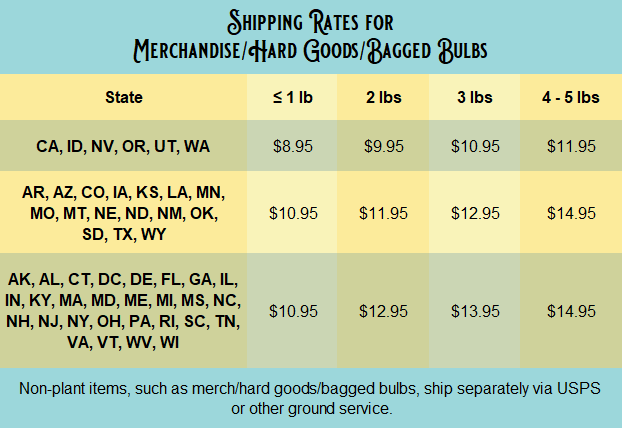 Shipping Rates for
Merchandise/Hard Goods/Bagged Bulbs
State ≤ 1 lb 2 lbs 3 lbs 4 - 5 lbs
CA, ID, NV, OR, UT, WA $8.95 $9.95 $10.95 $11.95
AR, AZ, CO, IA, KS, LA, MN,
MO, MT, NE, ND, NM, OK, $10.95 $11.95 $12.95 $14.95
SD, TX, WY
AK, AL, CT, DC, DE, FL, GA, IL,
IN, KY, MA, MD, ME, MI, MS, NC,
NH, NJ, NY, OH, PA, RI, SC, TN, $10.95 $12.95 $13.95 $14.95
VA, VT, WV, WI
Non-plant items, such as merch/hard goods/bagged bulbs, ship separately via USPS
or other ground service.